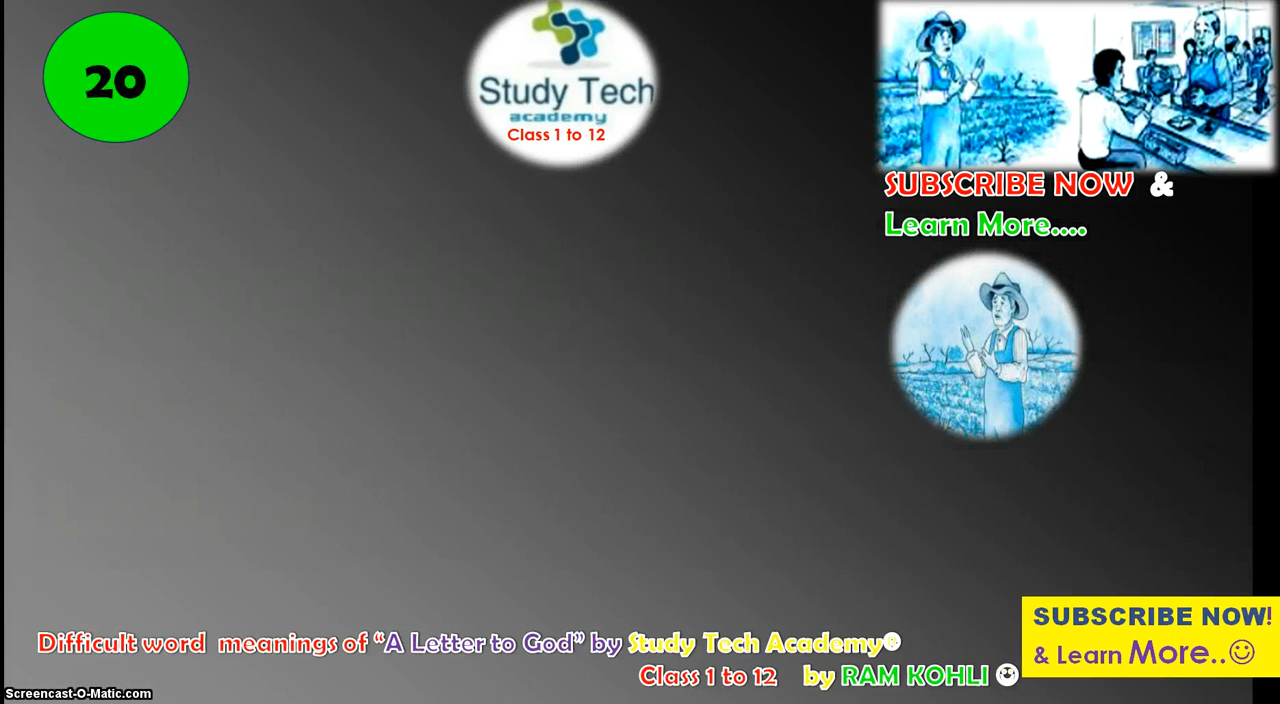 20
Study Tech
academy
Class 1 to 12
SUBSCRIBE NOW &
Learn More....
Difficult word meanings of “A Letter to God” by Study Tech Academy®
Class 1 to 12 by RAM KOHLI
SUBSCRIBE NOW!
& Learn More..
Screencast-O-Matic.com